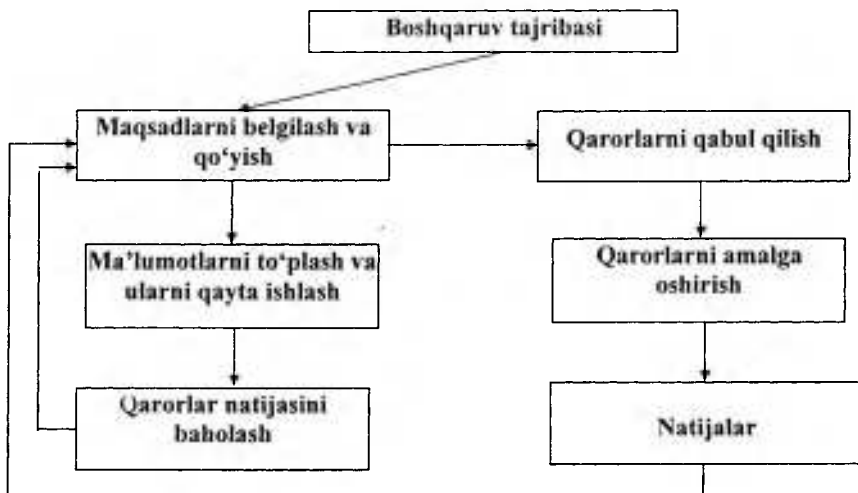 Boshqaruv tajribasi
Maqsadlarni belgilash va
qo‘yish
Qarorlarni qabul qilish
Ma’lumotlarni to‘plash va
ularni qayta ishlash
Qarorlarni amalga
oshirish
Qarorlar natijasini
baholash
Natijalar